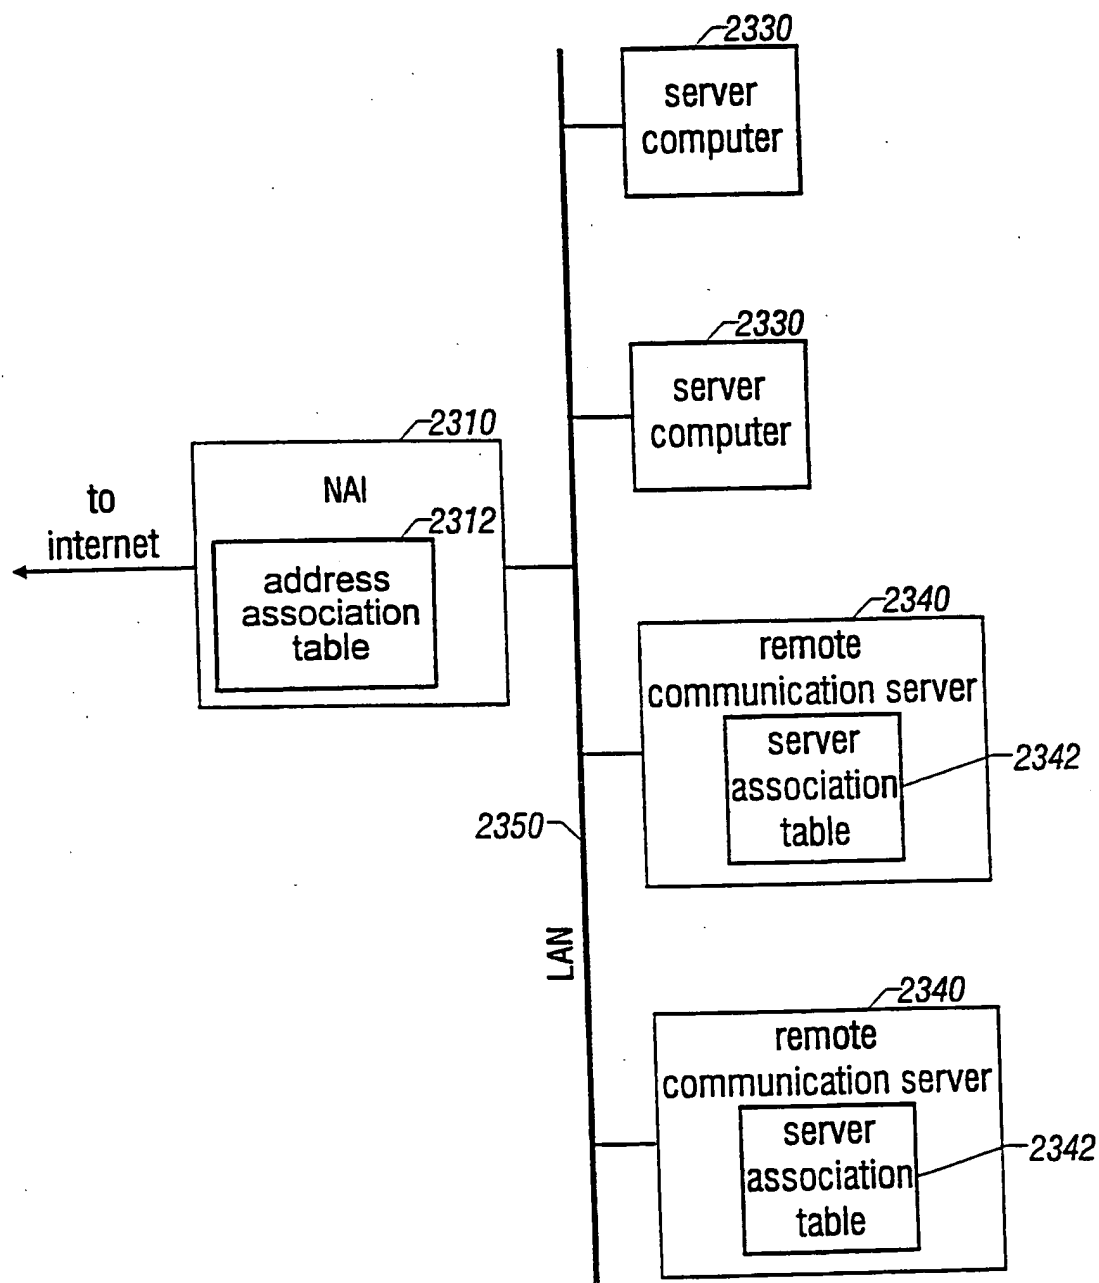 2330
server
computer
2330
server
computer
2310
NAI
2312
address
association
table
to
internet
2340
remote
communication server
server
association
table
2342
2350
LAN
2340
remote
communication server
server
association
table
2342